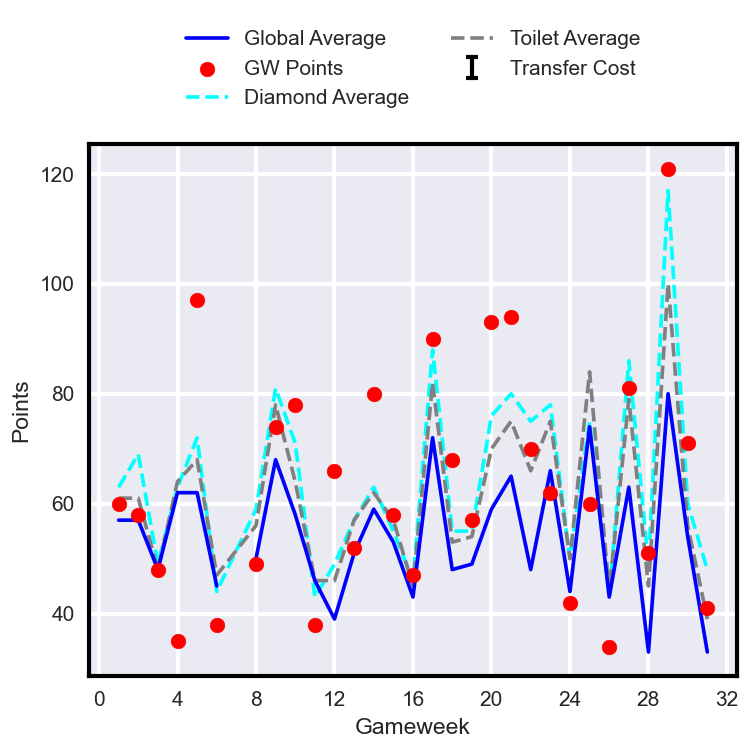 Global Average
GW Points
Diamond Average
Toilet Average
Transfer Cost
120
100
80
60
40
Points
0 4 8 12 16 20 24 28 32
Gameweek